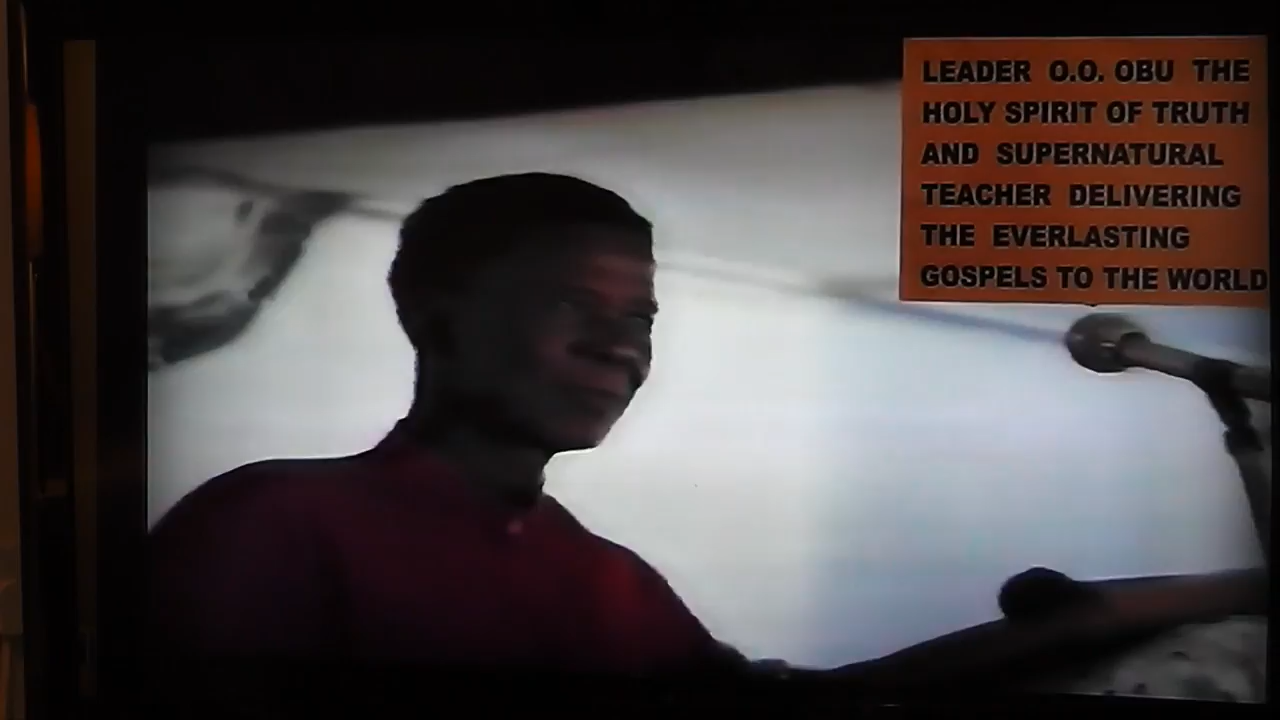 LEADER O.O. OBU THE
HOLY SPIRIT OF TRUTH
AND SUPERNATURAL
TEACHER DELIVERING
THE EVERLASTING
GOSPELS TO THE WORLD